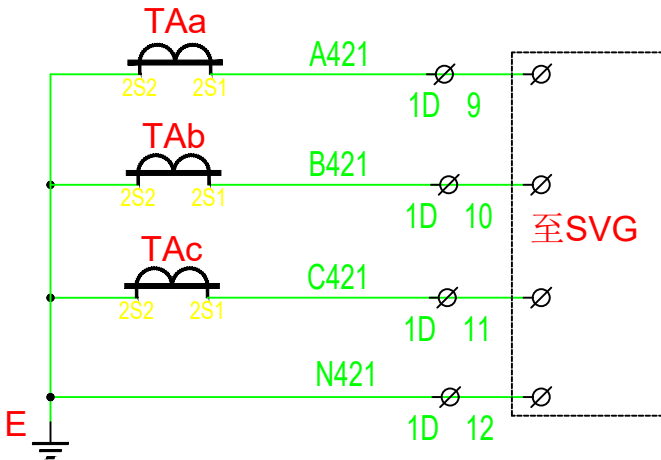 TAa
A421
2S2 2S1
1D 9
TAb
B421
2S2 2S1
1D 10
至SVG
TAc
C421
2S2 2S1
1D 11
N421
E
1D 12